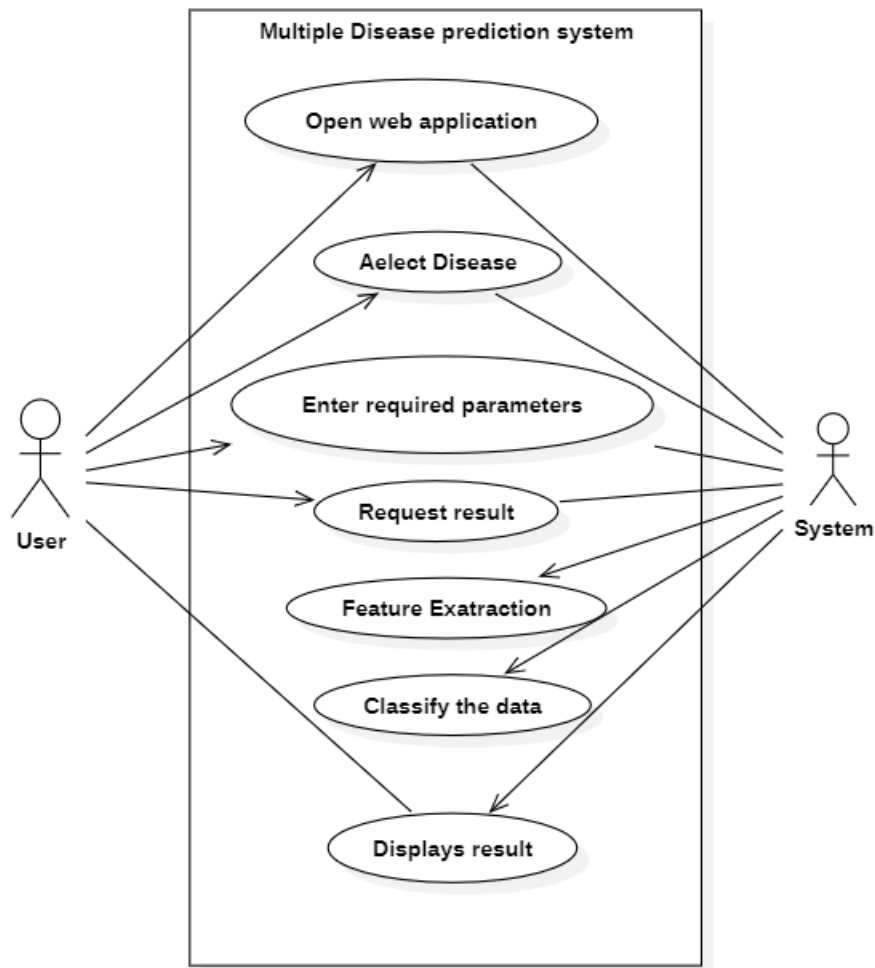 Multiple Disease prediction system
Open web application
Aelect Disease
Enter required parameters
Request result
User
System
Feature Exatraction
Classify the data
Displays result